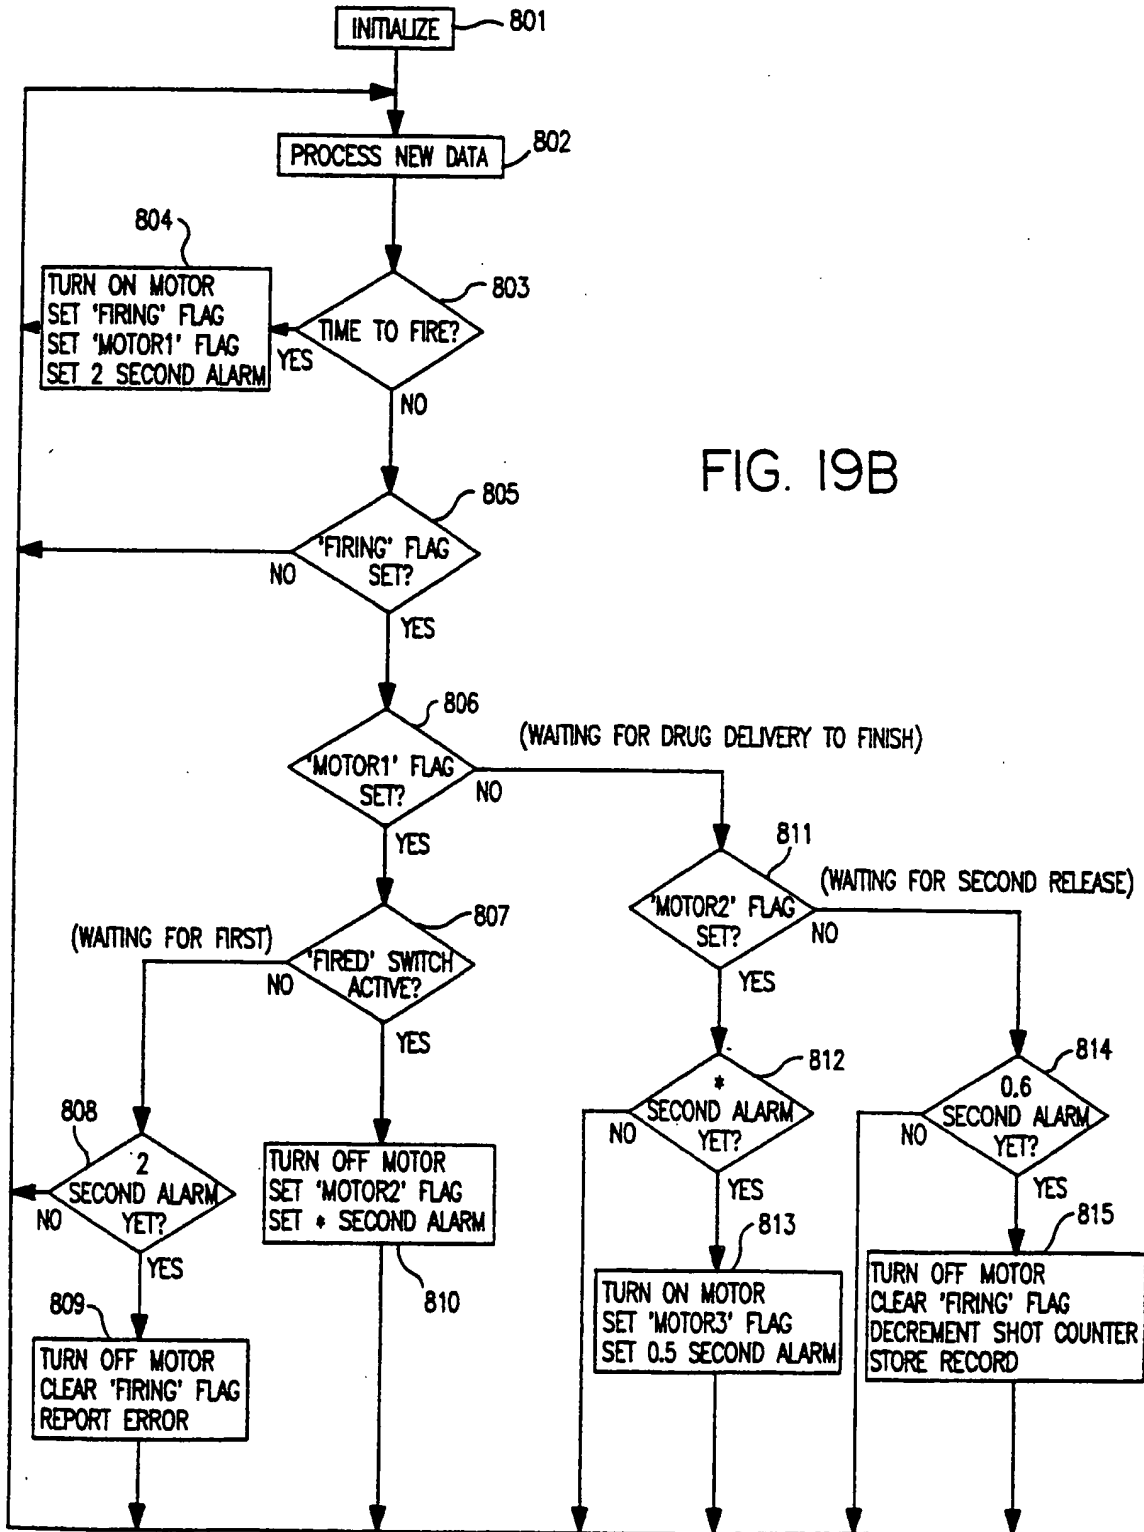 INITIALIZE
801
PROCESS NEW DATA
802
804
TURN ON MOTOR
SET 'FIRING' FLAG
SET 'MOTOR1' FLAG
SET 2 SECOND ALARM
803
TIME TO FIRE?
YES
NO
FIG. 19B
805
'FIRING' FLAG
SET?
NO
YES
806
'MOTOR1' FLAG
SET?
NO
YES
(WAITING FOR DRUG DELIVERY TO FINISH)
811
'MOTOR2' FLAG
SET?
NO
YES
(WAITING FOR SECOND RELEASE)
807
'FIRED' SWITCH
ACTIVE?
NO
YES
(WAITING FOR FIRST)
808
2
SECOND ALARM
YET?
NO
YES
809
TURN OFF MOTOR
CLEAR 'FIRING' FLAG
REPORT ERROR
TURN OFF MOTOR
SET 'MOTOR2' FLAG
SET * SECOND ALARM
810
812
*
SECOND ALARM
YET?
NO
YES
813
TURN ON MOTOR
SET 'MOTOR3' FLAG
SET 0.5 SECOND ALARM
814
0.6
SECOND ALARM
YET?
NO
YES
815
TURN OFF MOTOR
CLEAR 'FIRING' FLAG
DECREMENT SHOT COUNTER
STORE RECORD